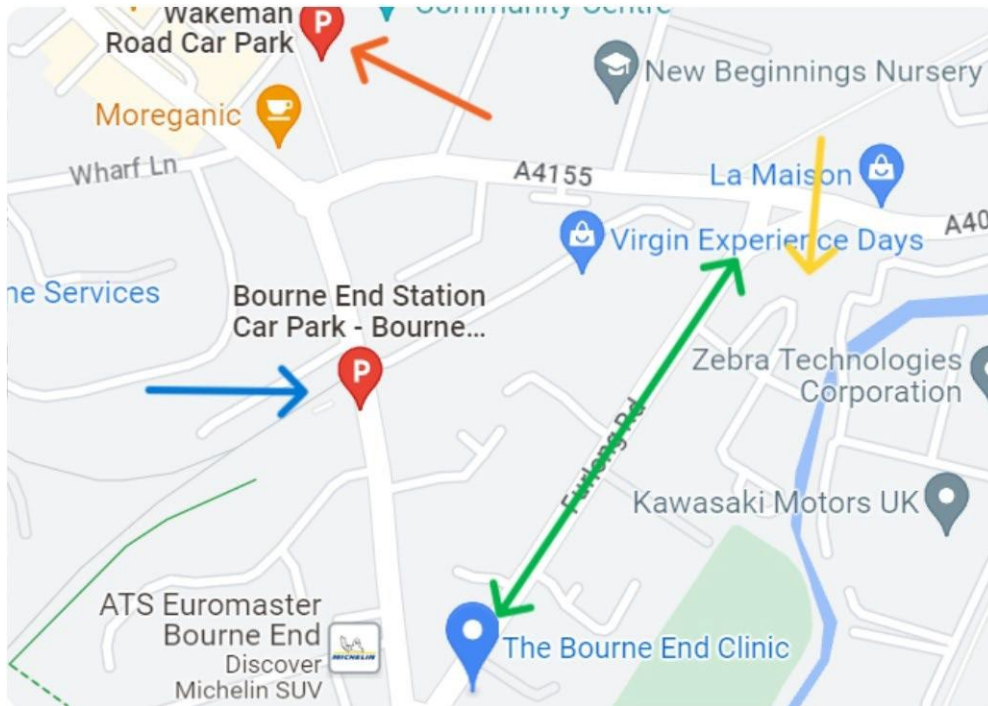 Community Centre
Wakeman
Road Car Park
P
New Beginnings Nursery
Moreganic
Wharf Ln
A4155
La Maison
A40
Virgin Experience Days
ne Services
Bourne End Station
Car Park - Bourne...
P
Zebra Technologies
Corporation
Furlong Rd
Kawasaki Motors UK
ATS Euromaster
Bourne End
Discover
Michelin SUV
MICHELIN
The Bourne End Clinic